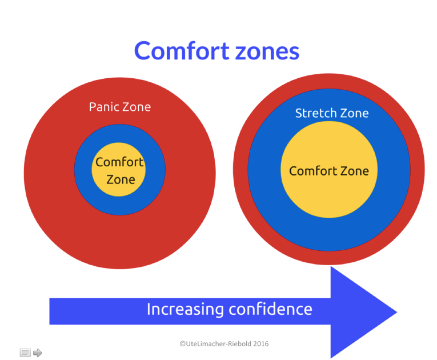 Comfort zones
Panic Zone
Comfort
Zone
Stretch Zone
Comfort Zone
Increasing confidence
©UteLimacher-Riebold 2016